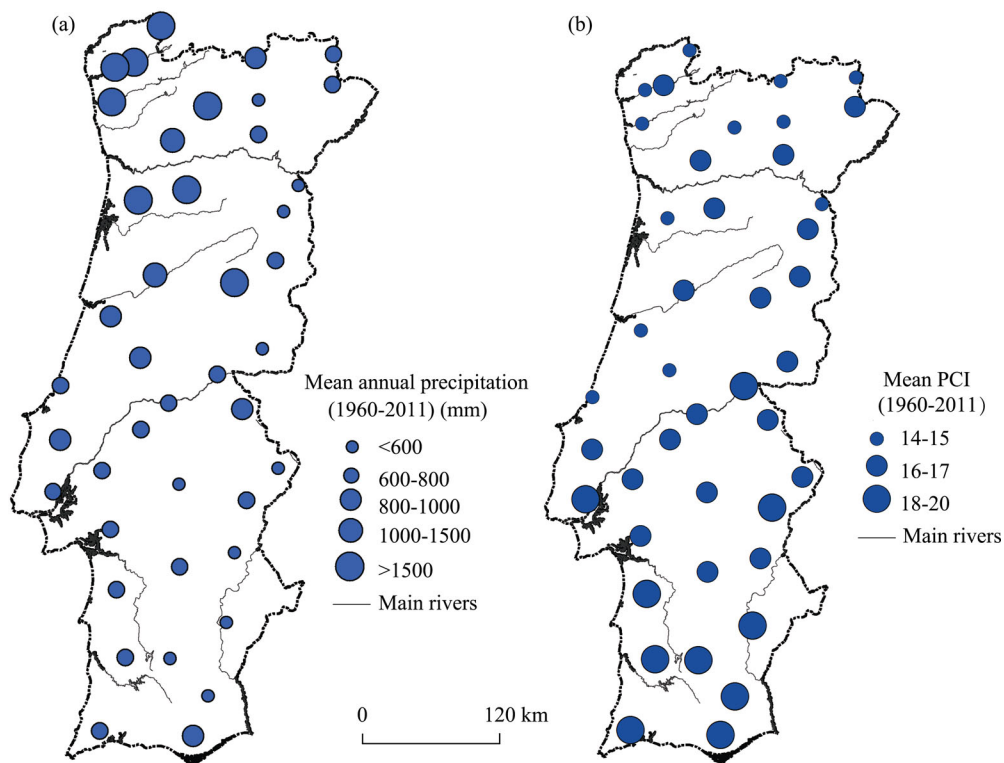 (a)
Mean annual precipitation
(1960-2011) (mm)
<600
600-800
800-1000
1000-1500
>1500
Main rivers
0 120 km
(b)
Mean PCI
(1960-2011)
14-15
16-17
18-20
Main rivers